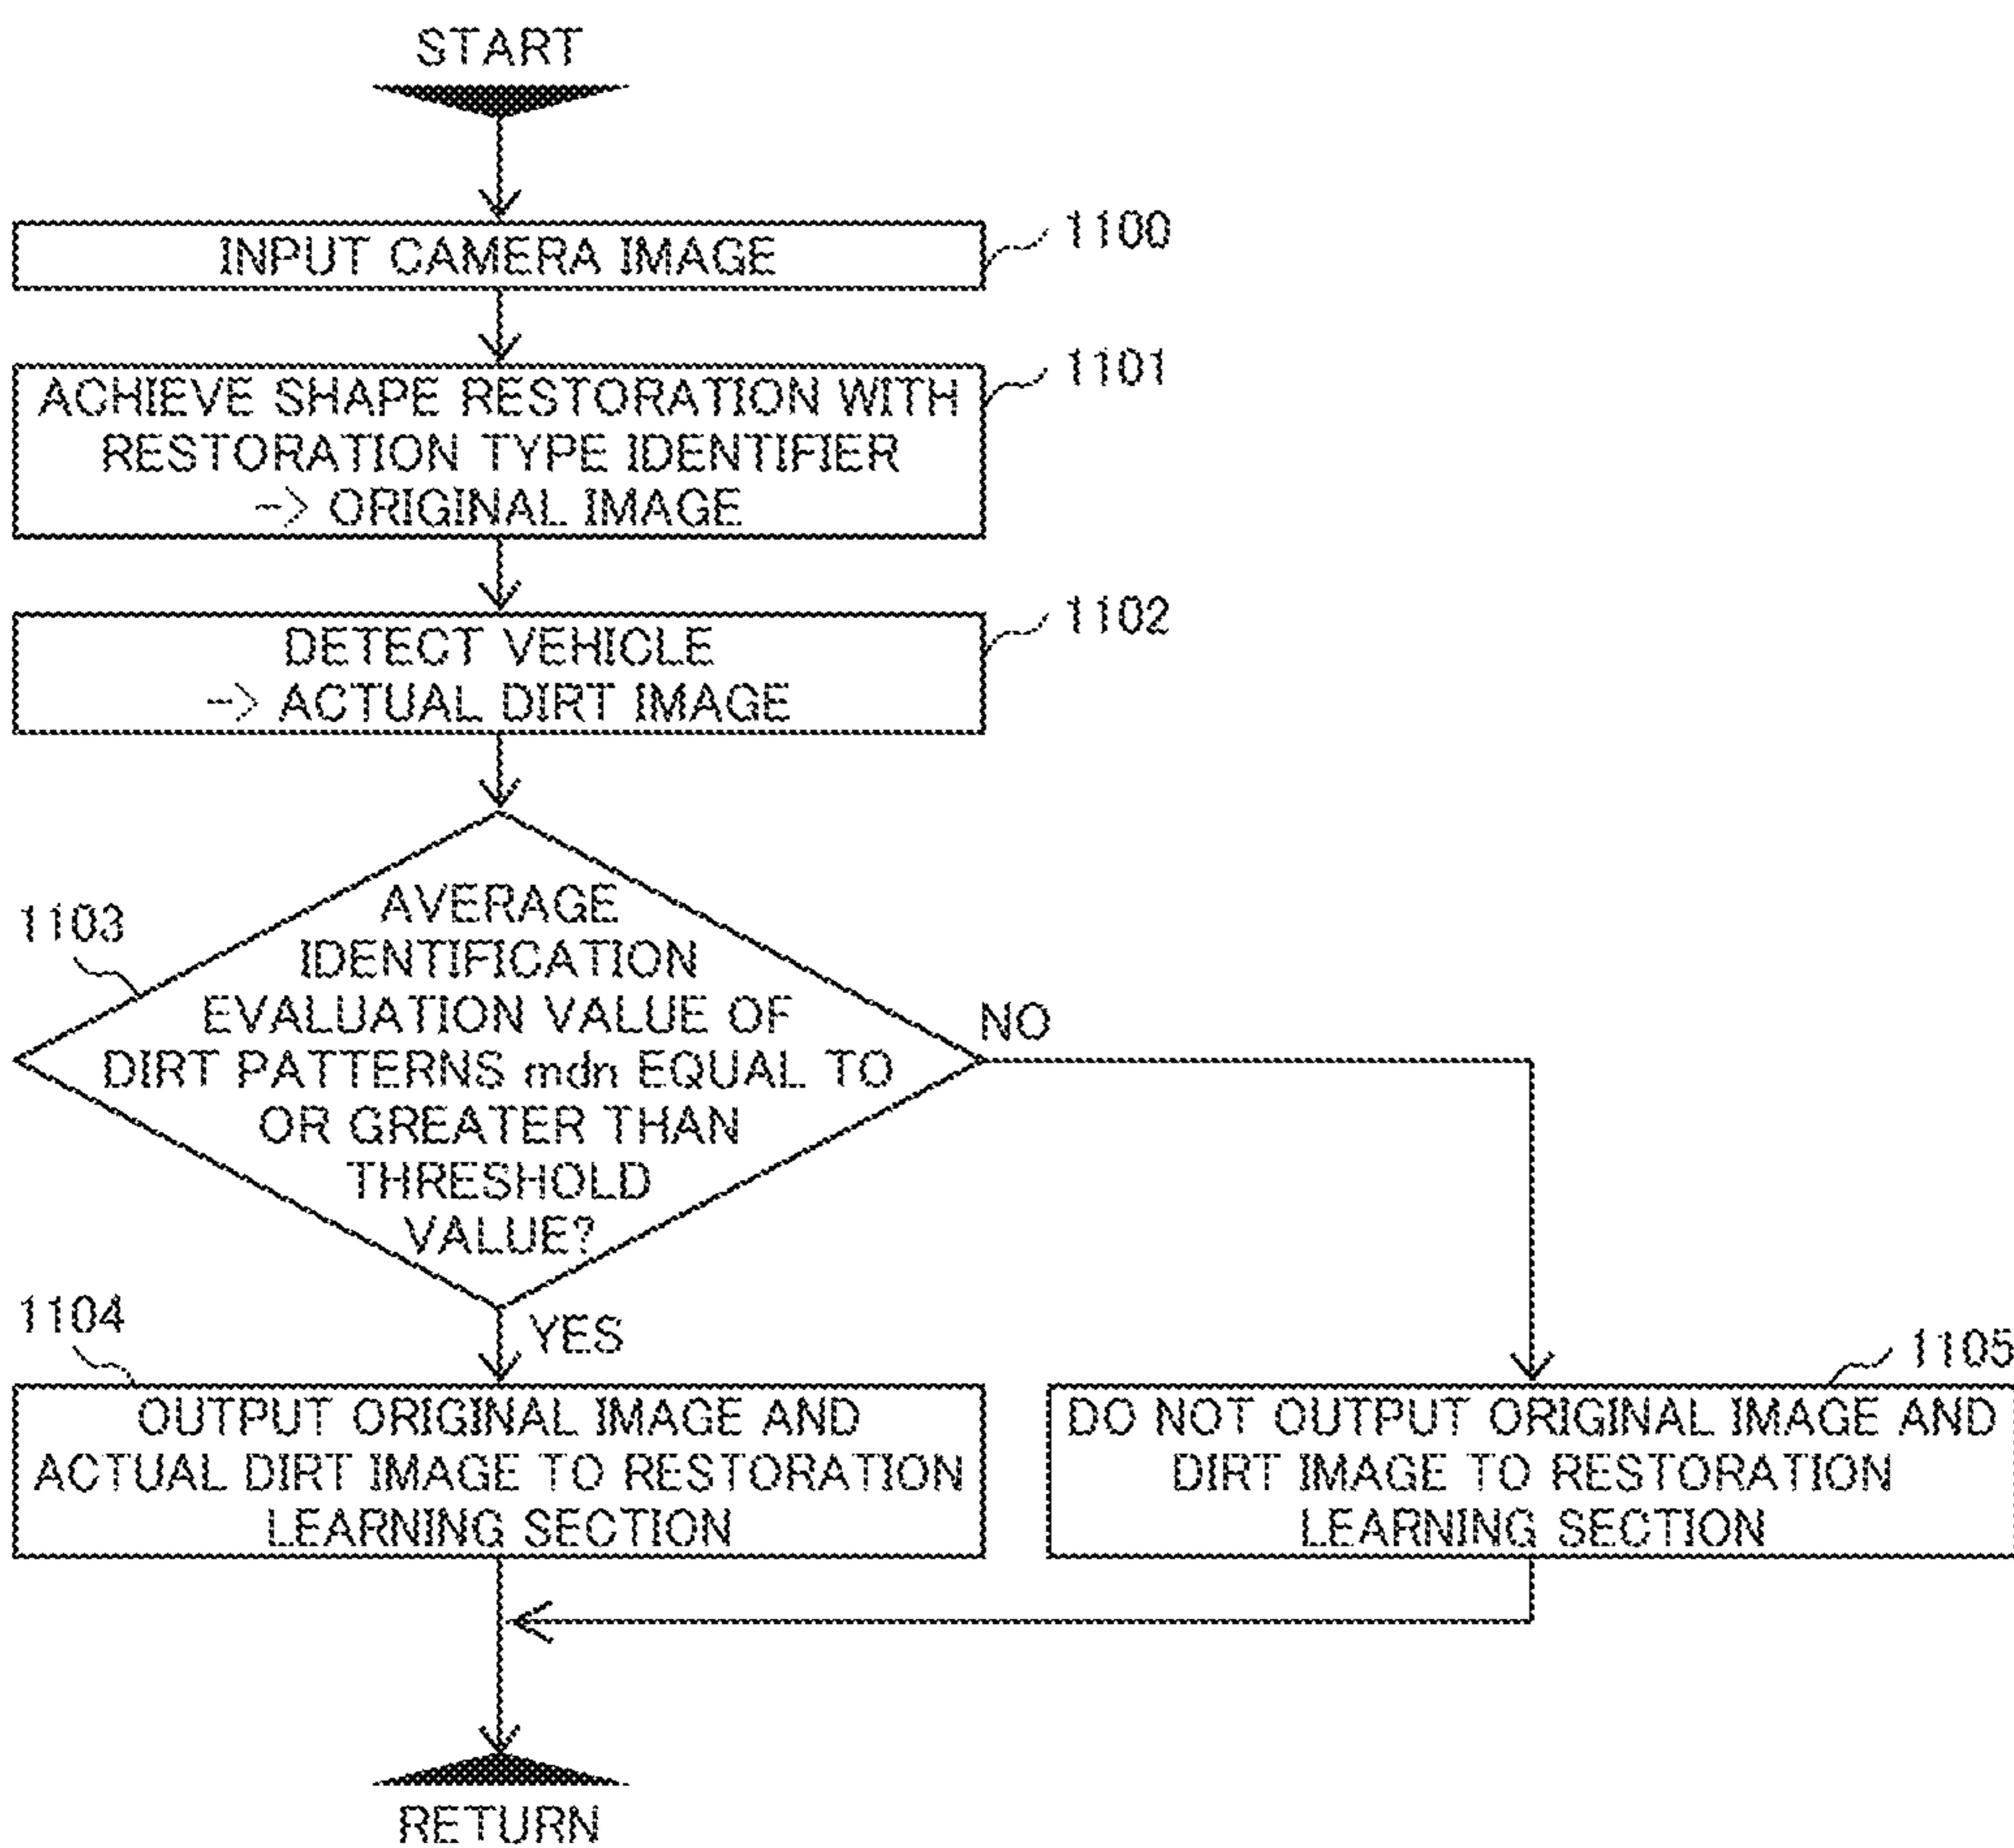 START
INPUT CAMERA IMAGE
1100
ACHIEVE SHAPE RESTORATION WITH
RESTORATION TYPE IDENTIFIER
-> ORIGINAL IMAGE
1101
DETECT VEHICLE
-> ACTUAL DIRT IMAGE
1102
1103
AVERAGE
IDENTIFICATION
EVALUATION VALUE OF
DIRT PATTERNS mdn EQUAL TO
OR GREATER THAN
THRESHOLD
VALUE?
NO
YES
1104
OUTPUT ORIGINAL IMAGE AND
ACTUAL DIRT IMAGE TO RESTORATION
LEARNING SECTION
1105
DO NOT OUTPUT ORIGINAL IMAGE AND
DIRT IMAGE TO RESTORATION
LEARNING SECTION
RETURN